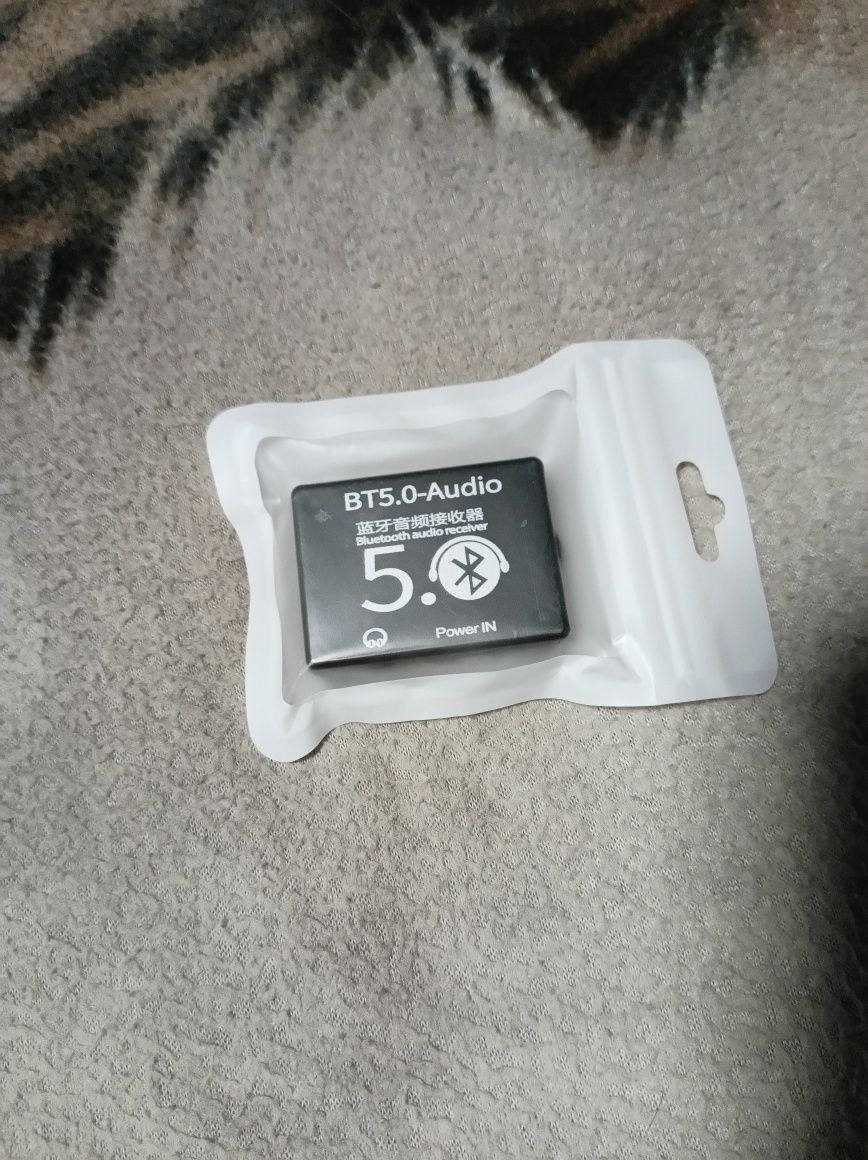 BT5.0-Audio
蓝牙音频接收器
Bluetooth audio receiver
5.0
Power IN